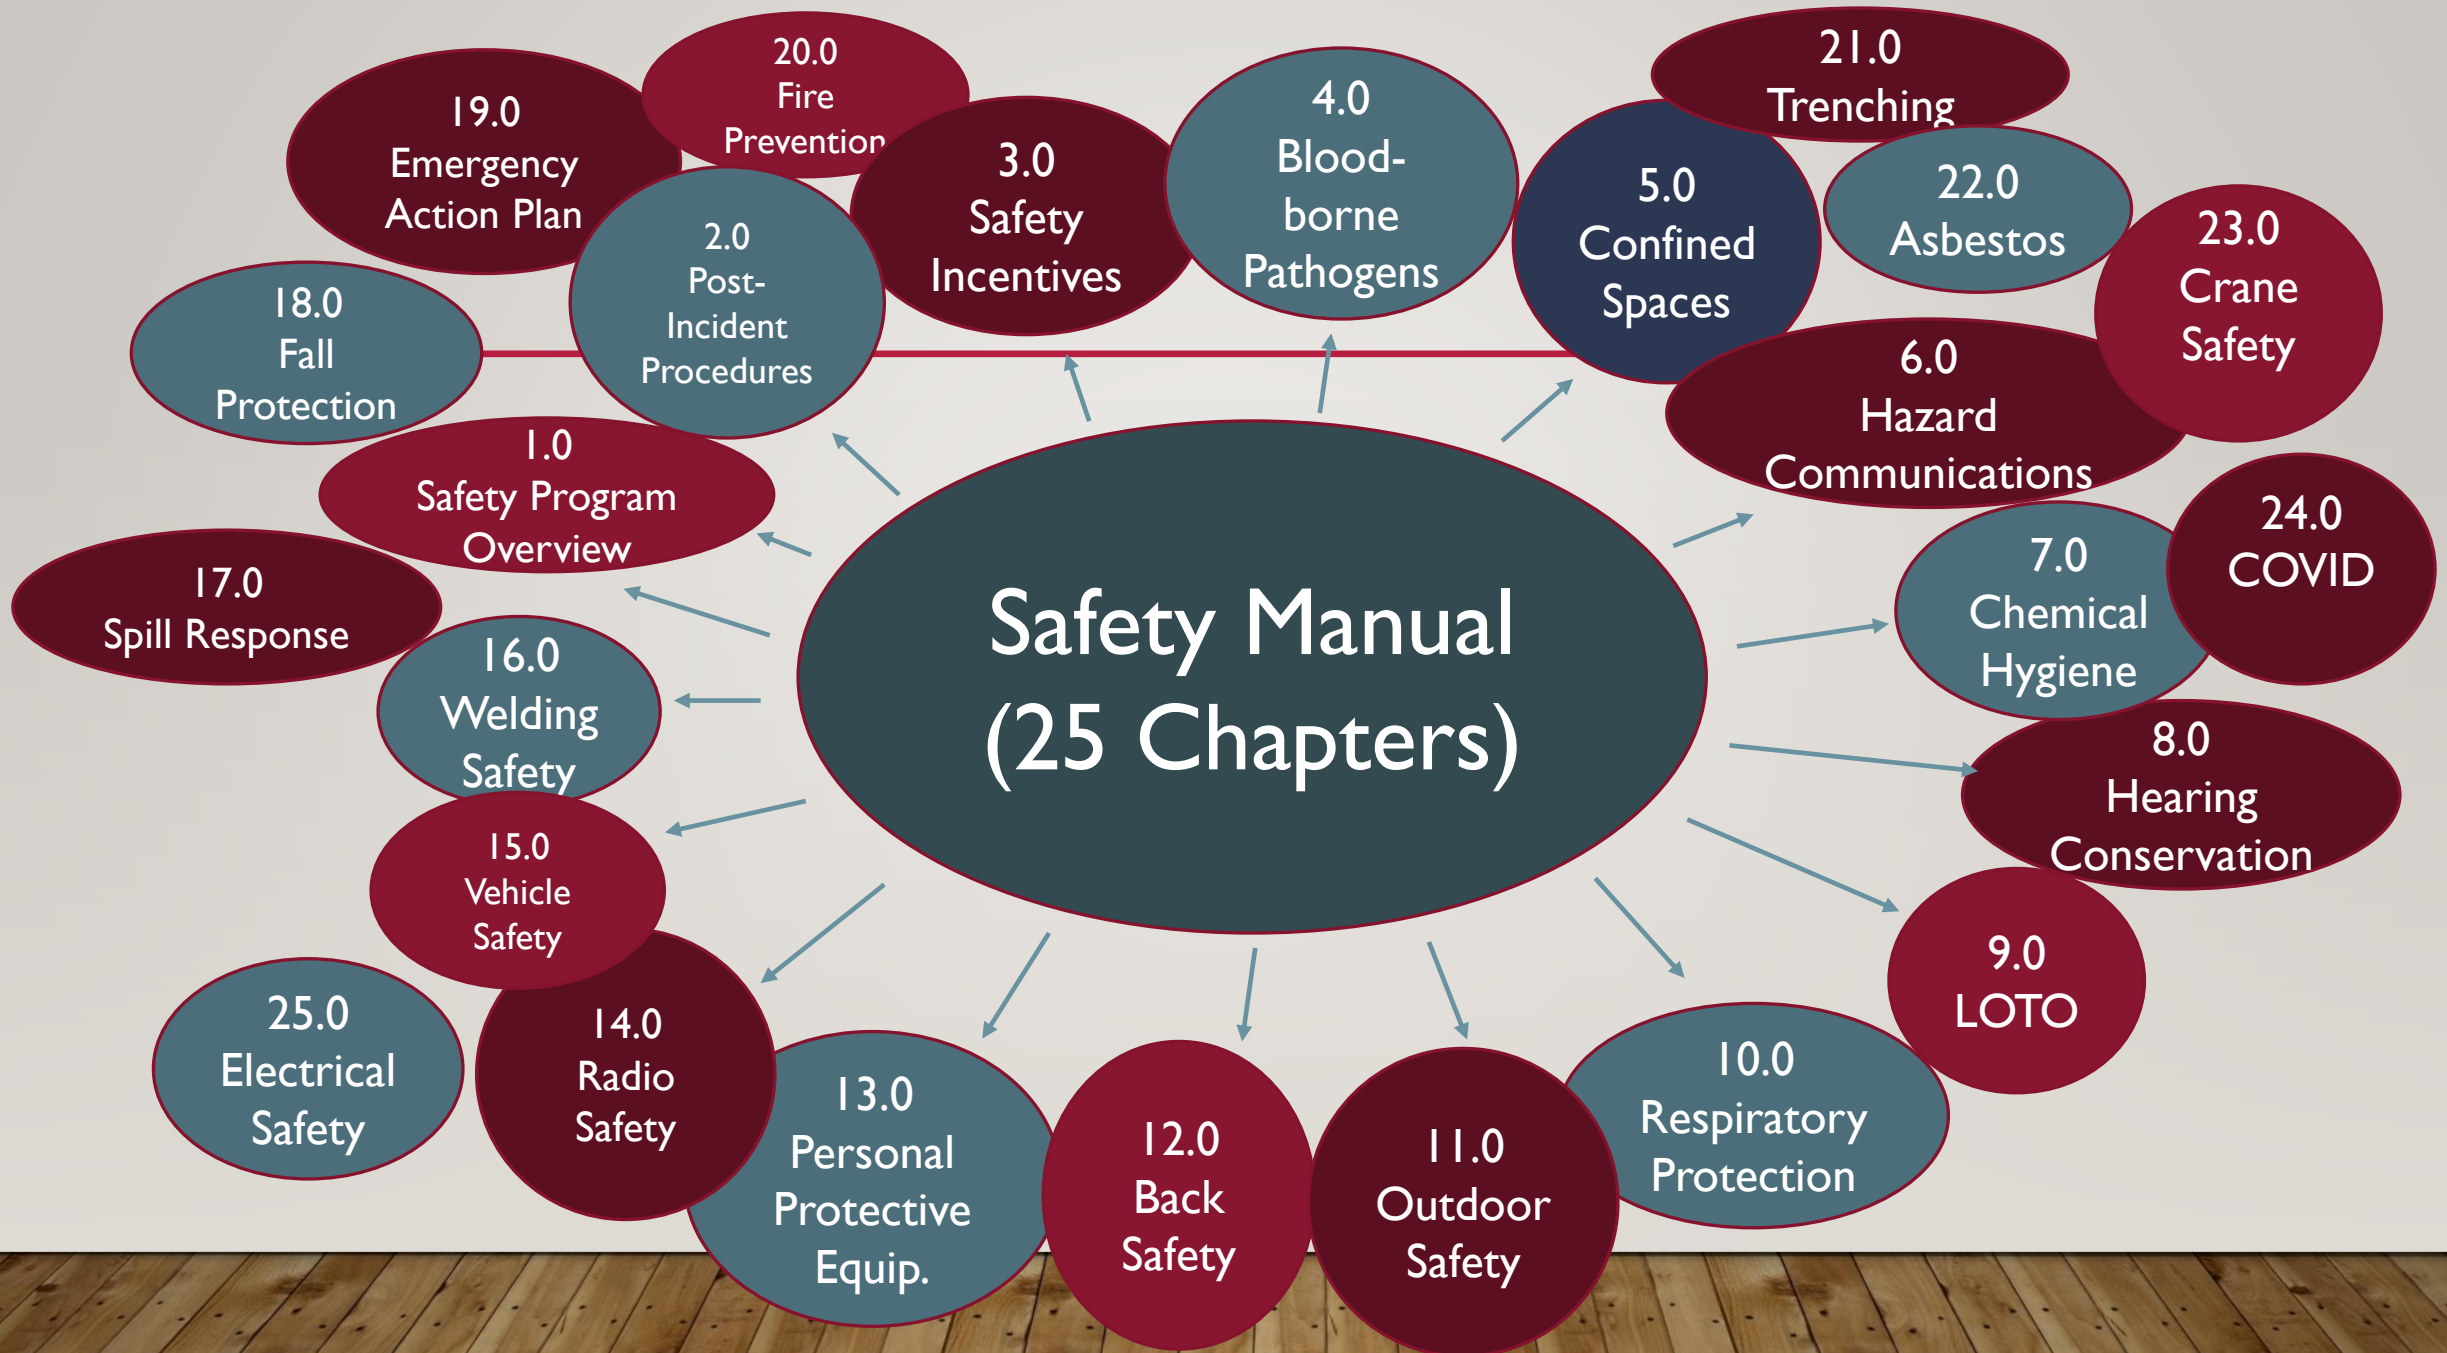 20.0
Fire
Prevention
21.0
Trenching
19.0
Emergency
Action Plan
3.0
Safety
Incentives
4.0
Blood-
borne
Pathogens
5.0
Confined
Spaces
22.0
Asbestos
23.0
Crane
Safety
18.0
Fall
Protection
2.0
Post-
Incident
Procedures
6.0
Hazard
Communications
1.0
Safety Program
Overview
24.0
COVID
17.0
Spill Response
7.0
Chemical
Hygiene
Safety Manual
(25 Chapters)
16.0
Welding
Safety
8.0
Hearing
Conservation
15.0
Vehicle
Safety
9.0
LOTO
25.0
Electrical
Safety
14.0
Radio
Safety
13.0
Personal
Protective
Equip.
12.0
Back
Safety
11.0
Outdoor
Safety
10.0
Respiratory
Protection